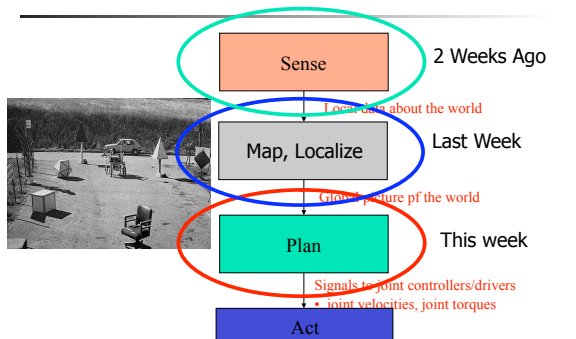 Sense
2 Weeks Ago
Local data about the world
Map, Localize
Last Week
Global picture pf the world
Plan
This week
Signals to joint controllers/drivers
• joint velocities, joint torques
Act